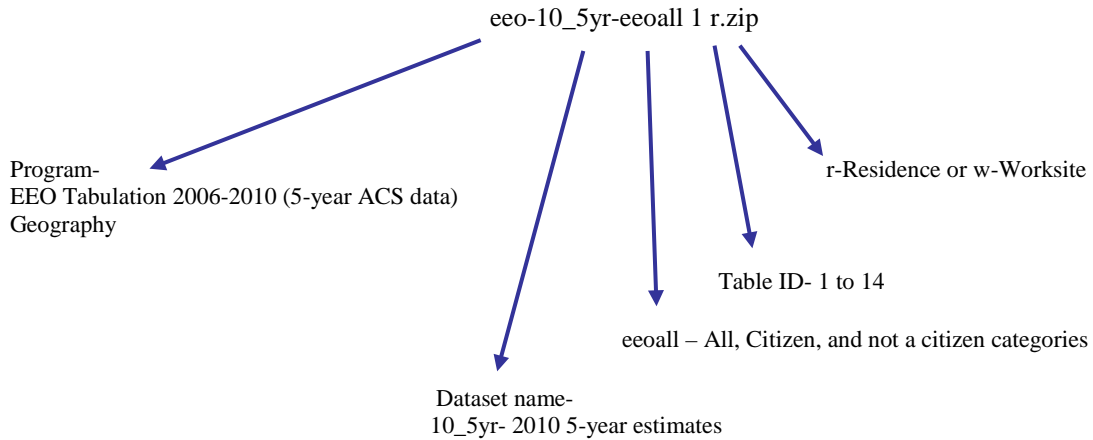 eeo-10_5yr-eeoall 1 r.zip
Program-
EEO Tabulation 2006-2010 (5-year ACS data)
Geography
r-Residence or w-Worksite
Table ID- 1 to 14
eeoall – All, Citizen, and not a citizen categories
Dataset name-
10_5yr- 2010 5-year estimates